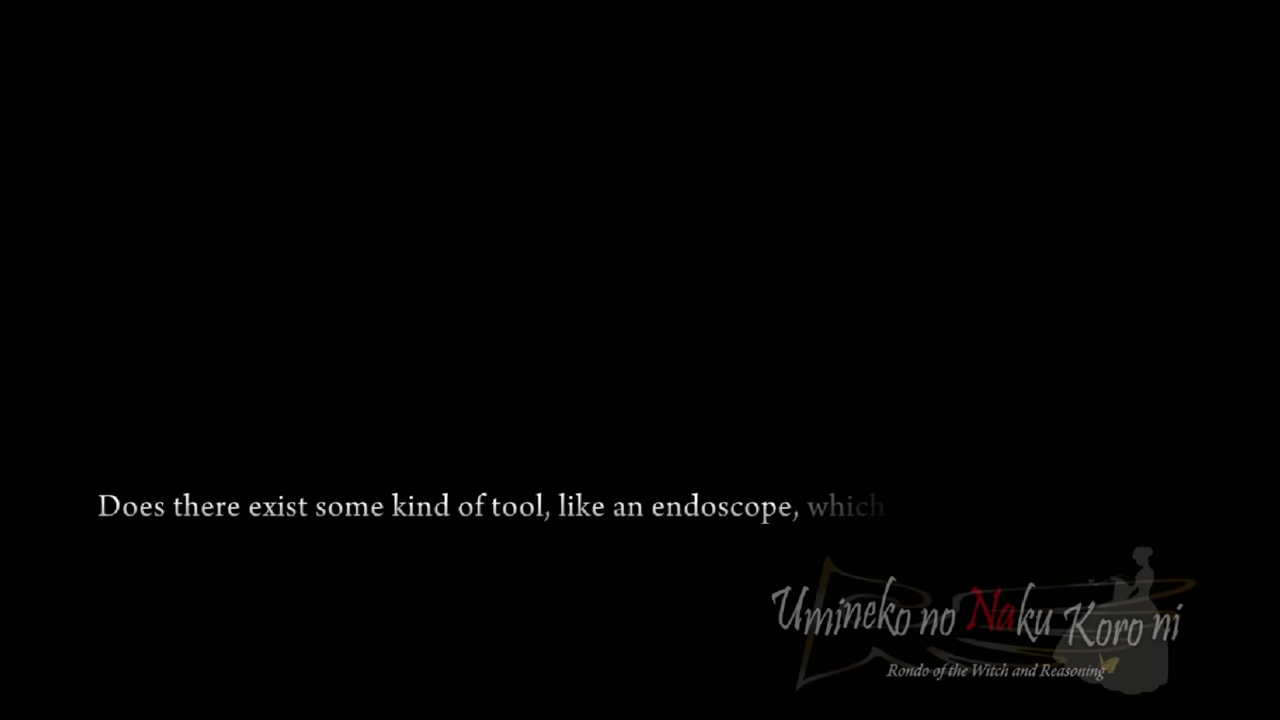 Does there exist some kind of tool, like an endoscope, which
Umineko no Naku Koro ni
Rondo of the Witch and Reasoning